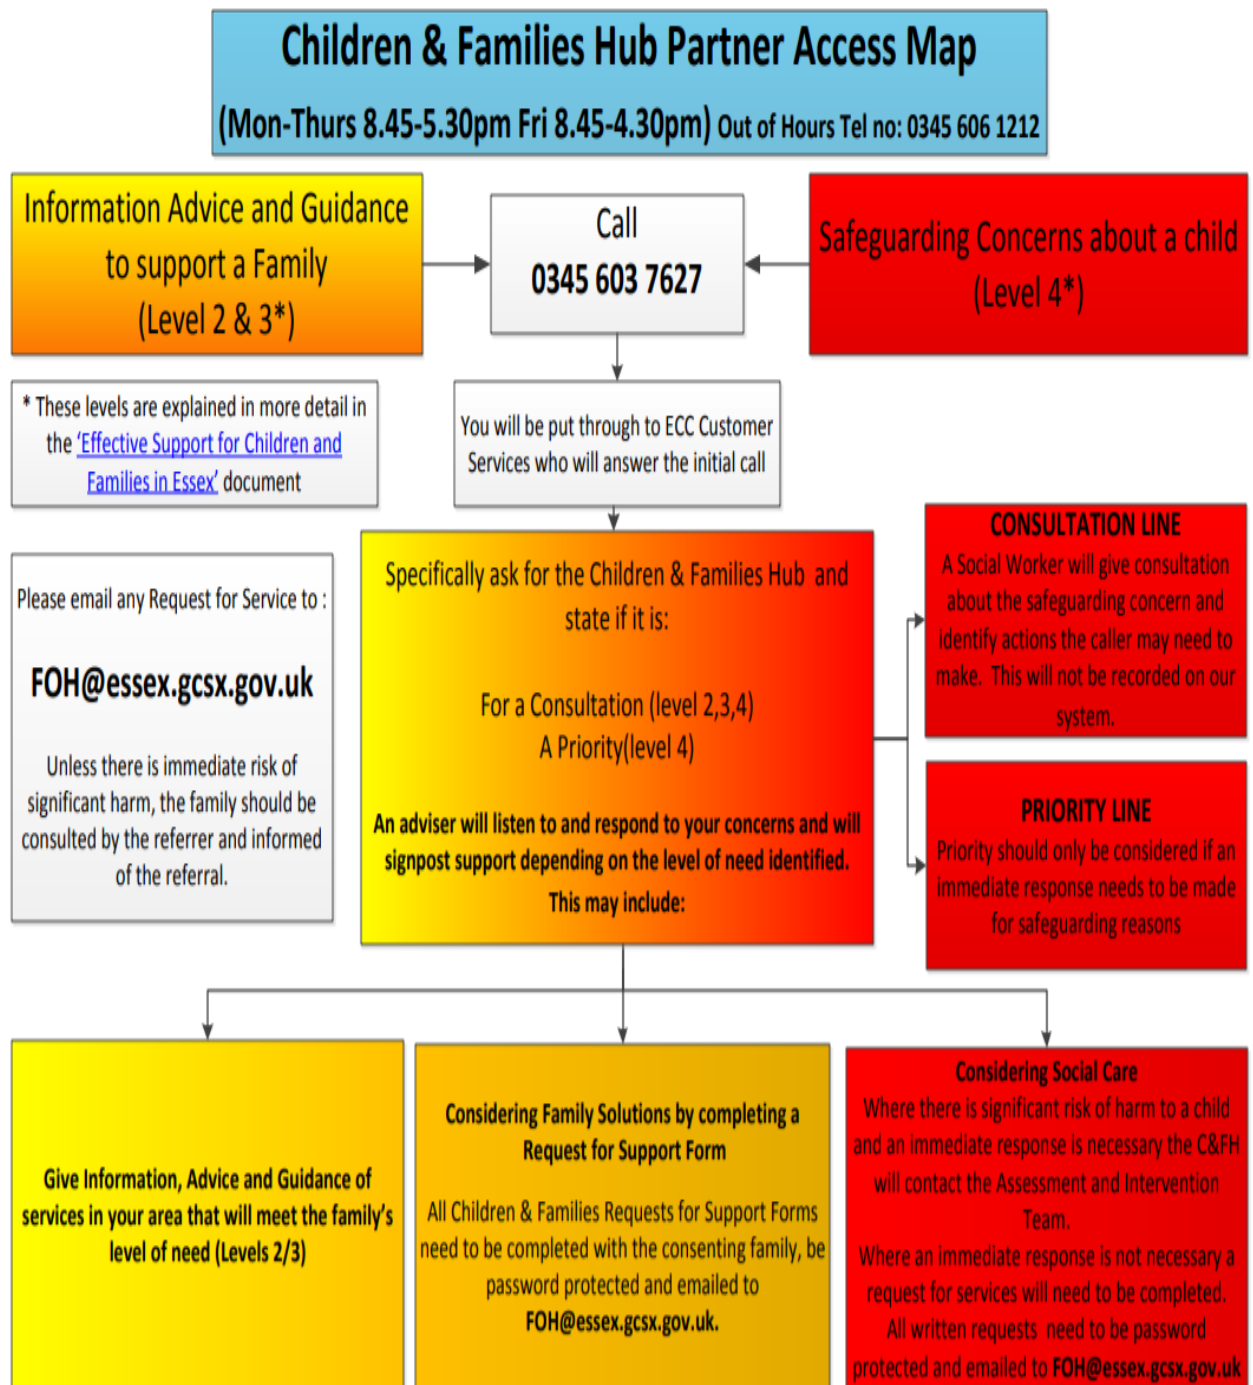 Children & Families Hub Partner Access Map
(Mon-Thurs 8.45-5.30pm Fri 8.45-4.30pm) Out of Hours Tel no: 0345 606 1212
Information Advice and Guidance
to support a Family
(Level 2 & 3*)
Call
0345 603 7627
Safeguarding Concerns about a child
(Level 4*)
* These levels are explained in more detail in
the 'Effective Support for Children and
Families in Essex' document
You will be put through to ECC Customer
Services who will answer the initial call
Please email any Request for Service to :
FOH@essex.gcsx.gov.uk
Unless there is immediate risk of
significant harm, the family should be
consulted by the referrer and informed
of the referral.
Specifically ask for the Children & Families Hub and
state if it is:
For a Consultation (level 2,3,4)
A Priority(level 4)
An adviser will listen to and respond to your concerns and will
signpost support depending on the level of need identified.
This may include:
CONSULTATION LINE
A Social Worker will give consultation
about the safeguarding concern and
identify actions the caller may need to
make. This will not be recorded on our
system.
PRIORITY LINE
Priority should only be considered if an
immediate response needs to be made
for safeguarding reasons
Give Information, Advice and Guidance of
services in your area that will meet the family's
level of need (Levels 2/3)
Considering Family Solutions by completing a
Request for Support Form
All Children & Families Requests for Support Forms
need to be completed with the consenting family, be
password protected and emailed to
FOH@essex.gcsx.gov.uk.
Considering Social Care
Where there is significant risk of harm to a child
and an immediate response is necessary the C&FH
will contact the Assessment and Intervention
Team.
Where an immediate response is not necessary a
request for services will need to be completed.
All written requests need to be password
protected and emailed to FOH@essex.gcsx.gov.uk